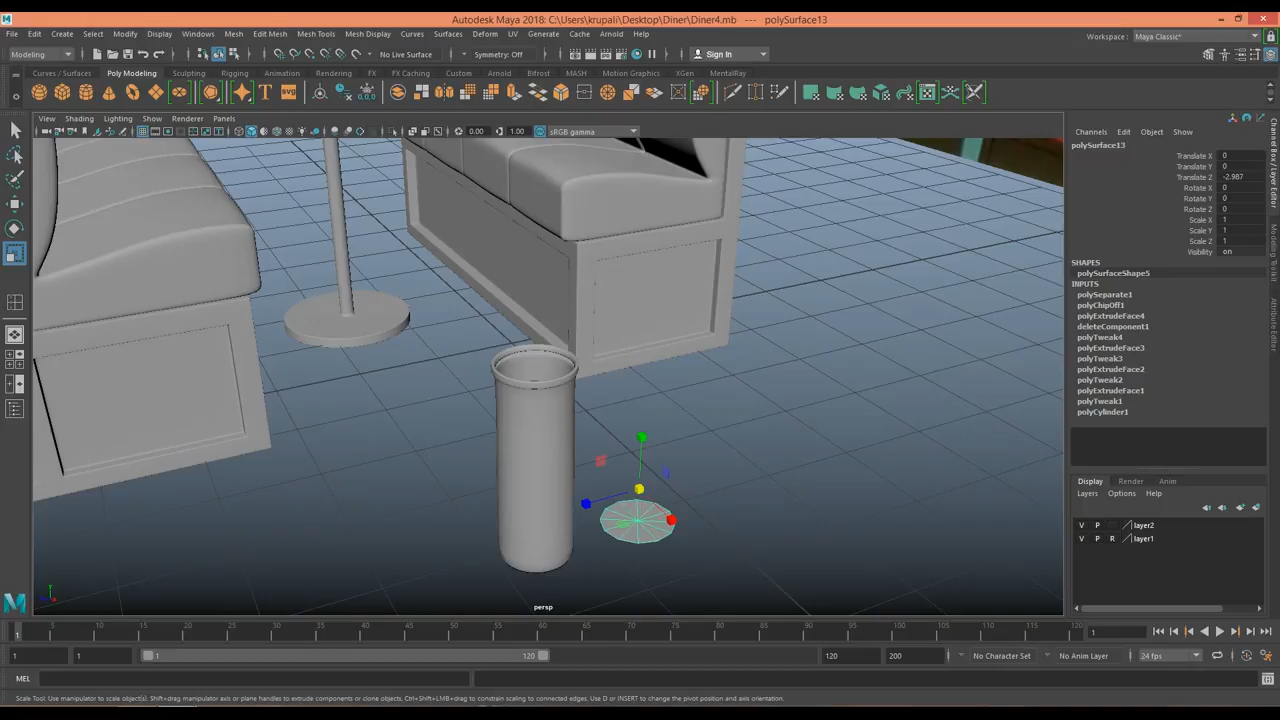 Autodesk Maya 2018: C:\Users\krupali\Desktop\Diner\Diner4.mb --- polySurface13
File Edit Create Select Modify Display Windows Mesh Edit Mesh Mesh Tools Mesh Display Curves Surfaces Deform UV Generate Cache Arnold Help
Workspace : Maya Classic*
Modeling No Live Surface Symmetry: Off Sign In
Curves / Surfaces Poly Modeling Sculpting Rigging Animation Rendering FX FX Caching Custom Arnold Bifrost MASH Motion Graphics XGen MentalRay
View Shading Lighting Show Renderer Panels
0.00 1.00 sRGB gamma
persp
Channels Edit Object Show
polySurface13
Translate X 0
Translate Y 0
Translate Z -2.987
Rotate X 0
Rotate Y 0
Rotate Z 0
Scale X 1
Scale Y 1
Scale Z 1
Visibility on
SHAPES
polySurfaceShape5
INPUTS
polySeparate1
polyChipOff1
polyExtrudeFace4
deleteComponent1
polyTweak4
polyExtrudeFace3
polyTweak3
polyExtrudeFace2
polyTweak2
polyExtrudeFace1
polyTweak1
polyCylinder1
Display Render Anim
Layers Options Help
V P layer2
V P R layer1
Channel Box / Layer Editor
Modeling Toolkit
Attribute Editor
1 5 10 15 20 25 30 35 40 45 50 55 60 65 70 75 80 85 90 95 100 105 110 115 120 1
1 1 1 120 120 200 No Character Set No Anim Layer 24 fps
MEL
Scale Tool: Use manipulator to scale object(s). Shift+drag manipulator axis or plane handles to extrude components or clone objects. Ctrl+Shift+LMB+drag to constrain scaling to connected edges. Use D or INSERT to change the pivot position and axis orientation.